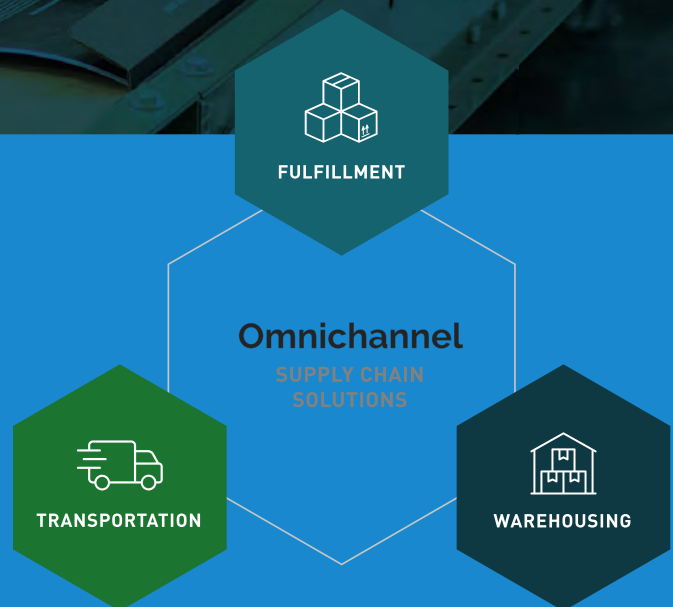 FULFILLMENT
Omnichannel
SUPPLY CHAIN
SOLUTIONS
TRANSPORTATION
WAREHOUSING